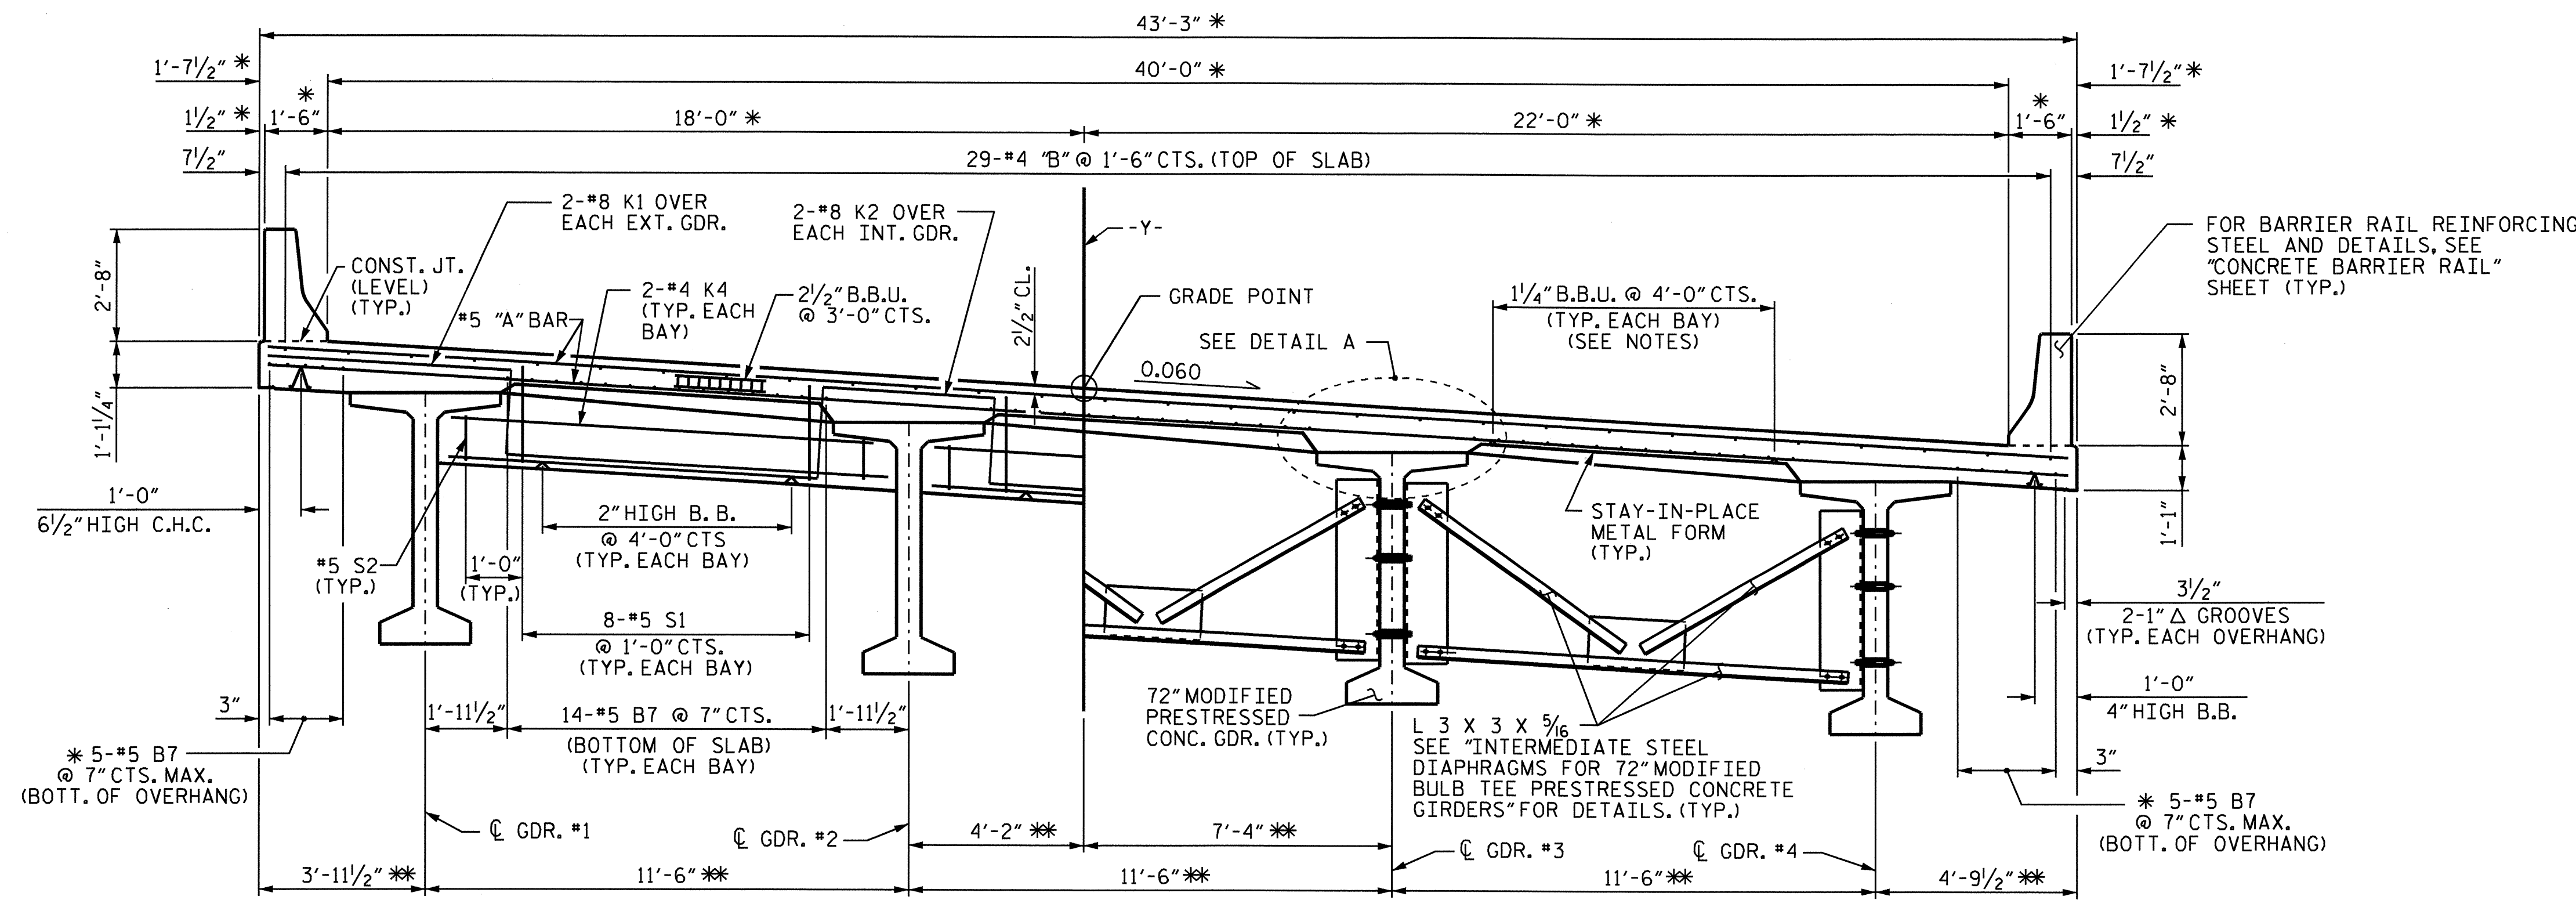 43'-3" *
1'-7½" *
40'-0" *
1'-7½" *
1½" *
*
1'-6"
18'-0" *
22'-0" *
*
1'-6"
1½" *
7½"
29-#4 "B" @ 1'-6" CTS. (TOP OF SLAB)
7½"
2-#8 K1 OVER
EACH EXT. GDR.
2-#8 K2 OVER
EACH INT. GDR.
-Y-
FOR BARRIER RAIL REINFORCING
STEEL AND DETAILS, SEE
"CONCRETE BARRIER RAIL"
SHEET (TYP.)
2'-8"
CONST. JT.
(LEVEL)
(TYP.)
#5 "A" BAR
2-#4 K4
(TYP. EACH
BAY)
2½" B.B.U.
@ 3'-0" CTS.
2½" CL.
GRADE POINT
SEE DETAIL A
0.060
1¼" B.B.U. @ 4'-0" CTS.
(TYP. EACH BAY)
(SEE NOTES)
2'-8"
1'-1¼"
1'-1"
1'-0"
6½" HIGH C.H.C.
#5 S2
(TYP.)
1'-0"
(TYP.)
2" HIGH B. B.
@ 4'-0" CTS
(TYP. EACH BAY)
8-#5 S1
@ 1'-0" CTS.
(TYP. EACH BAY)
STAY-IN-PLACE
METAL FORM
(TYP.)
3½"
2-1" Δ GROOVES
(TYP. EACH OVERHANG)
1'-0"
4" HIGH B.B.
3"
1'-11½"
14-#5 B7 @ 7" CTS.
(BOTTOM OF SLAB)
(TYP. EACH BAY)
1'-11½"
72" MODIFIED
PRESTRESSED
CONC. GDR. (TYP.)
L 3 X 3 X 5/16
SEE "INTERMEDIATE STEEL
DIAPHRAGMS FOR 72" MODIFIED
BULB TEE PRESTRESSED CONCRETE
GIRDERS" FOR DETAILS. (TYP.)
3"
* 5-#5 B7
@ 7" CTS. MAX.
(BOTT. OF OVERHANG)
* 5-#5 B7
@ 7" CTS. MAX.
(BOTT. OF OVERHANG)
℄ GDR. #1
℄ GDR. #2
4'-2" **
7'-4" **
℄ GDR. #3
℄ GDR. #4
3'-11½" **
11'-6" **
11'-6" **
11'-6" **
4'-9½" **